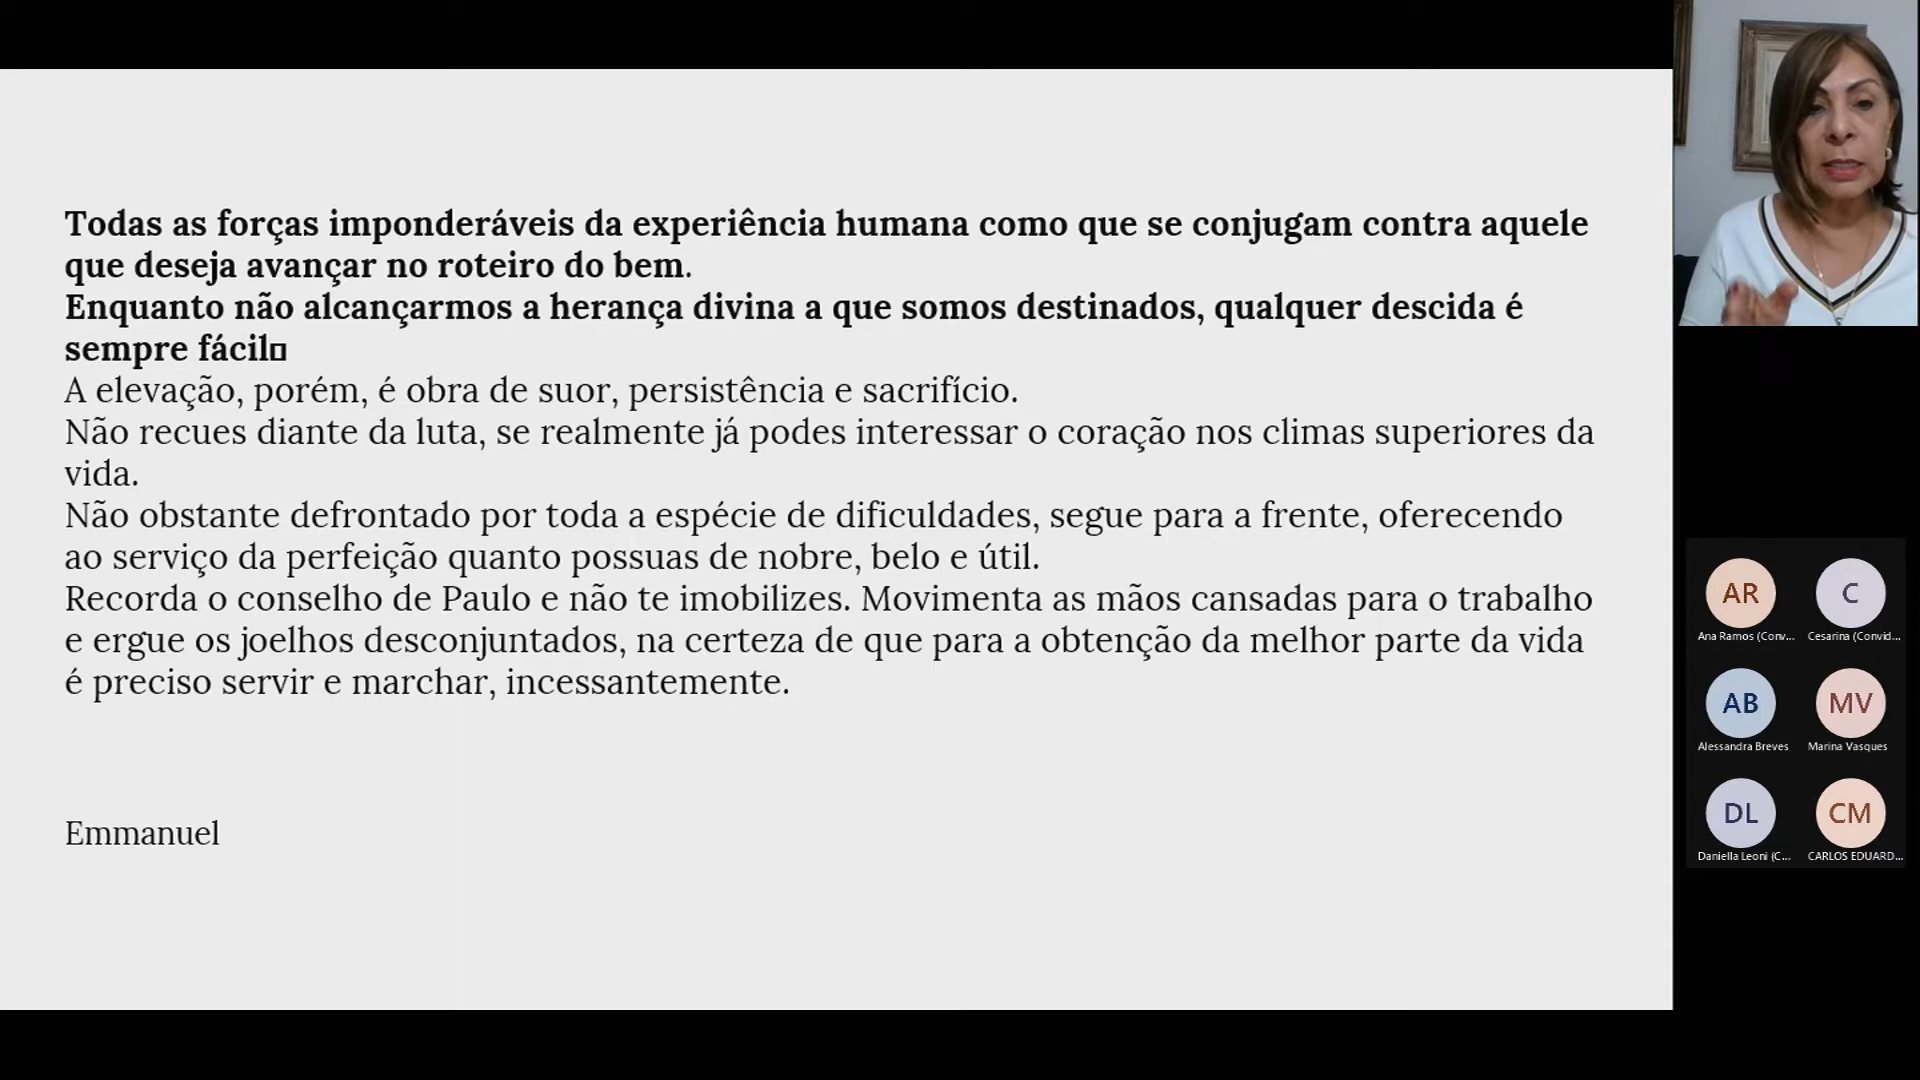 Todas as forças imponderáveis da experiência humana como que se conjugam contra aquele
que deseja avançar no roteiro do bem.
Enquanto não alcançarmos a herança divina a que somos destinados, qualquer descida é
sempre fácil
A elevação, porém, é obra de suor, persistência e sacrifício.
Não recues diante da luta, se realmente já podes interessar o coração nos climas superiores da
vida.
Não obstante defrontado por toda a espécie de dificuldades, segue para a frente, oferecendo
ao serviço da perfeição quanto possuas de nobre, belo e útil.
Recorda o conselho de Paulo e não te imobilizes. Movimenta as mãos cansadas para o trabalho
e ergue os joelhos desconjuntados, na certeza de que para a obtenção da melhor parte da vida
é preciso servir e marchar, incessantemente.
Emmanuel
AR C
Ana Ramos (Conv... Cesarina (Convid...
AB MV
Alessandra Breves Marina Vasques
DL CM
Daniella Leoni (C... CARLOS EDUARD...